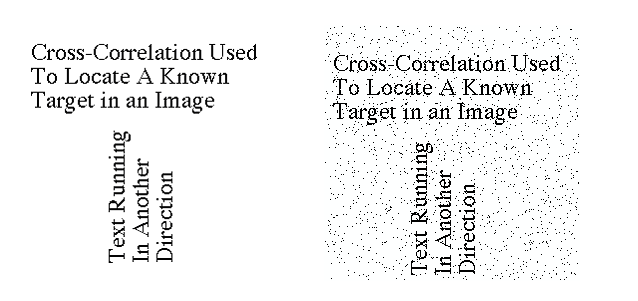 Cross-Correlation Used
To Locate A Known
Target in an Image
Text Running
In Another
Direction
Cross-Correlation Used
To Locate A Known
Target in an Image
Text Running
In Another
Direction